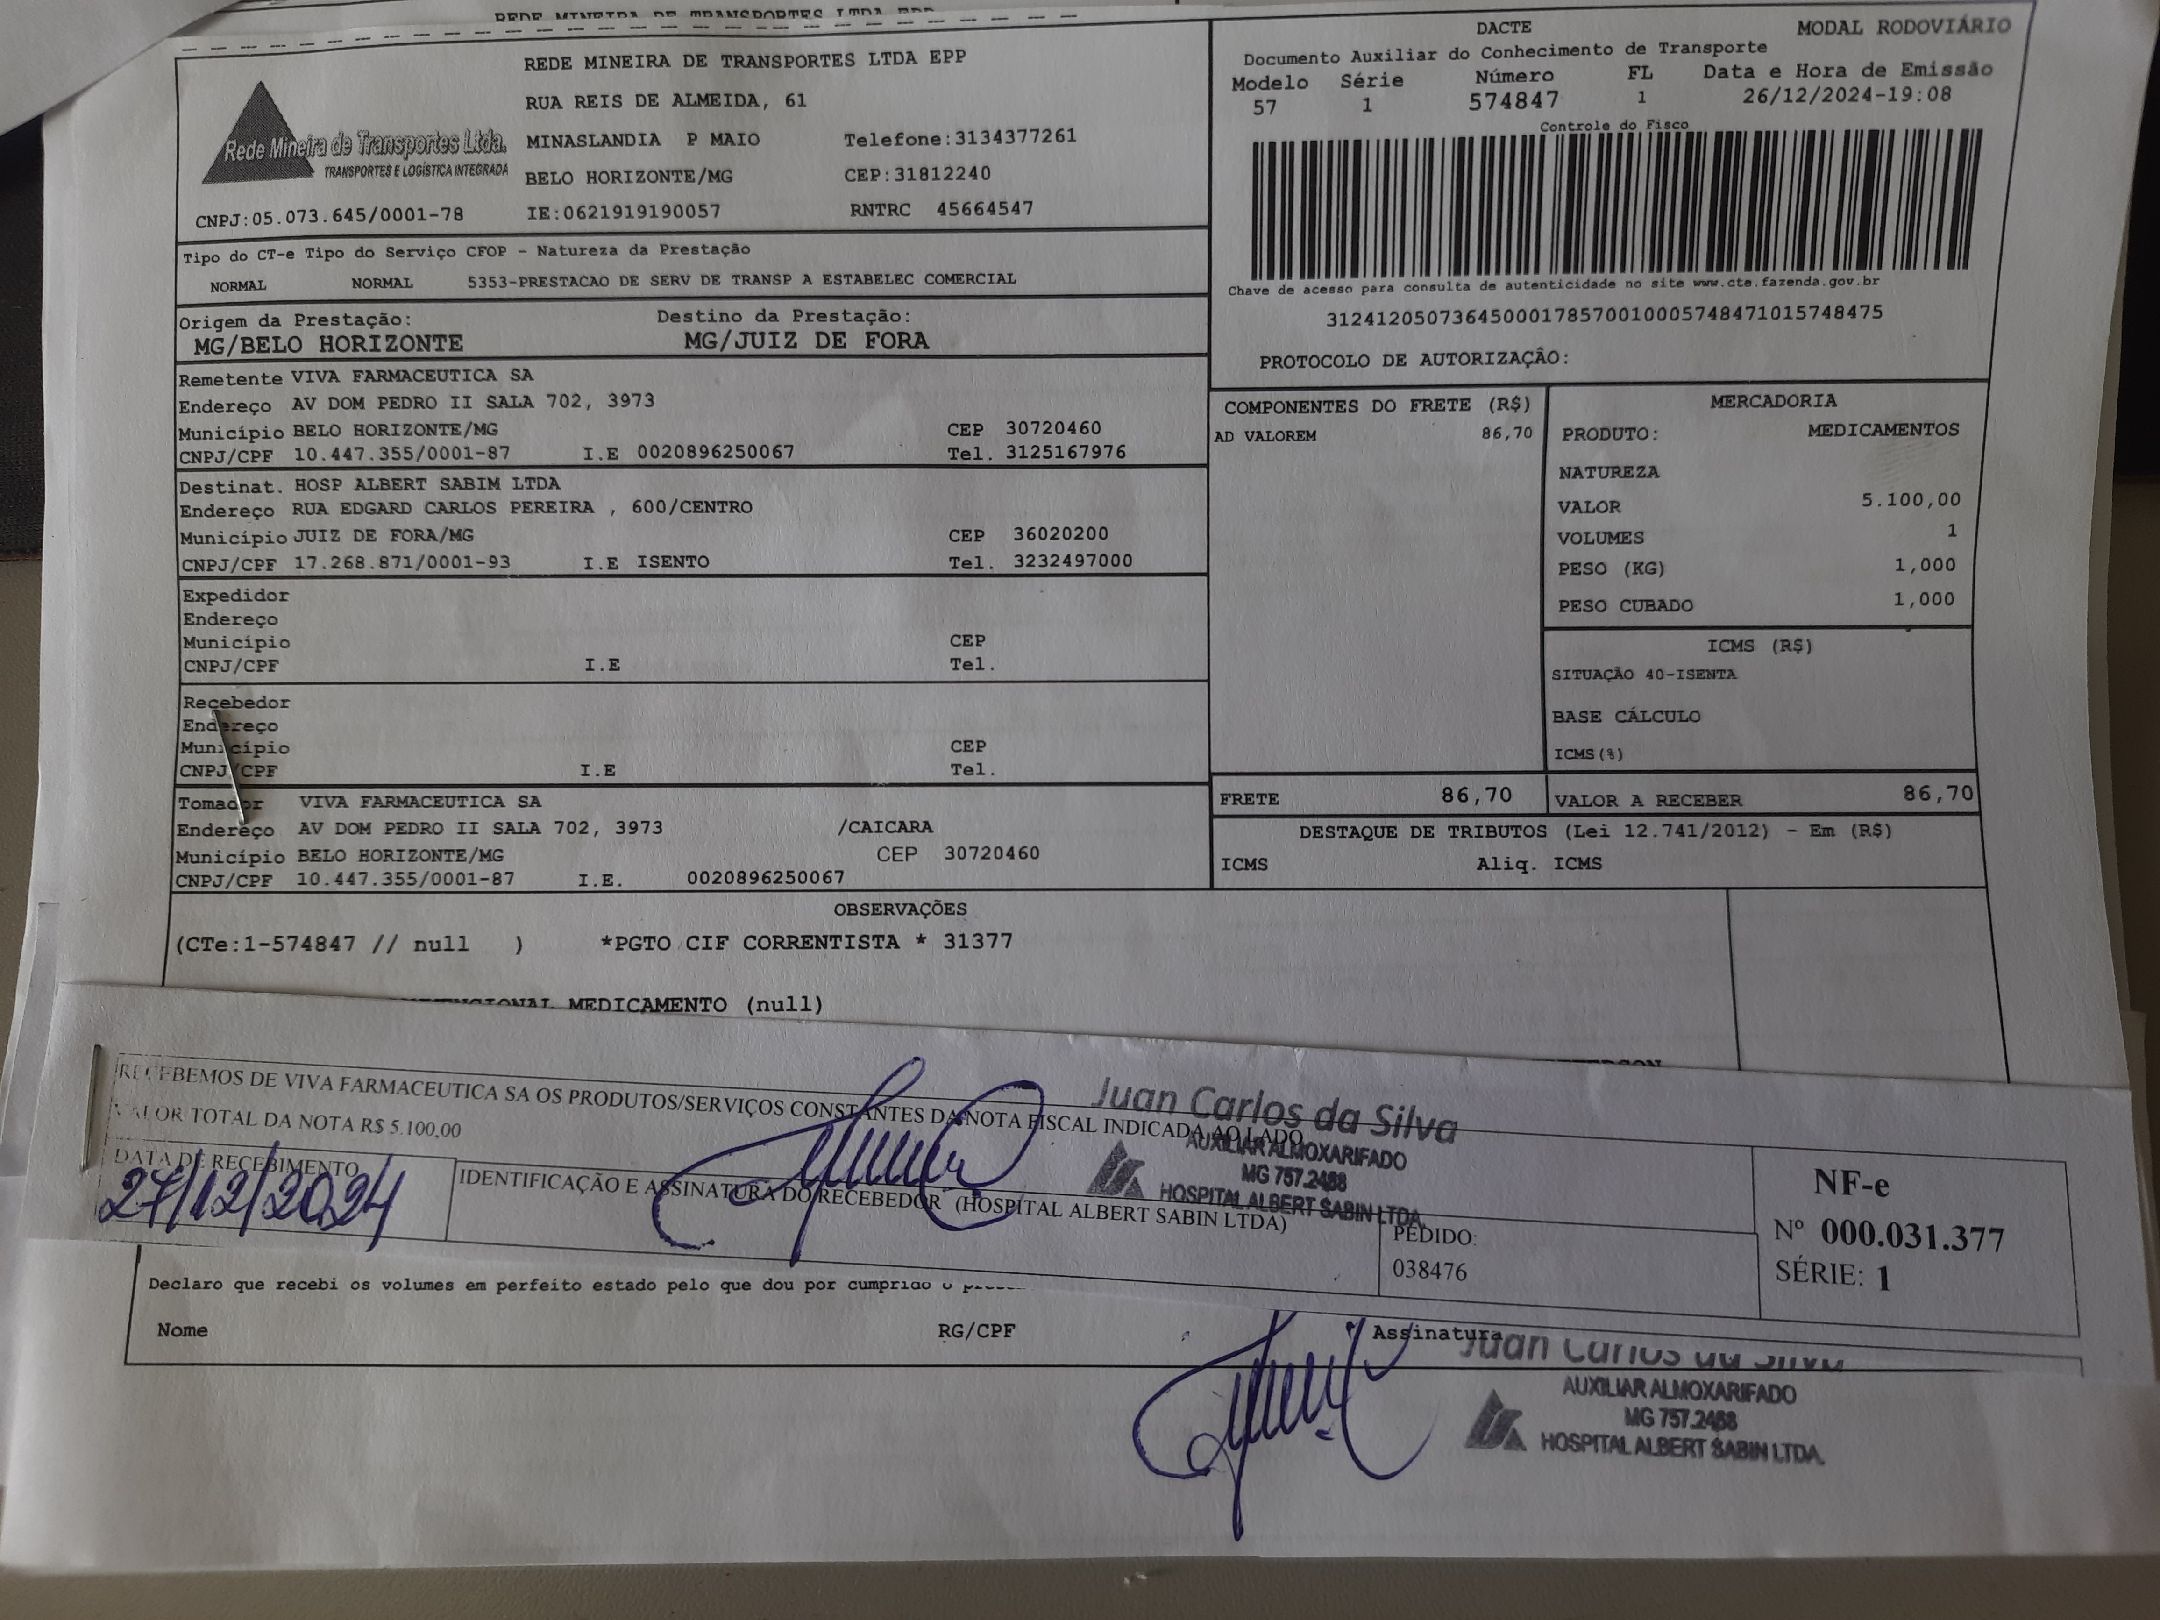 REDE MINEIRA DE TRANSPORTES LTDA EPP
DACTE MODAL RODOVIÁRIO
Documento Auxiliar do Conhecimento de Transporte
Modelo Série Número FL Data e Hora de Emissão
57 1 574847 1 26/12/2024-19:08
Controle do Fisco
Chave de acesso para consulta de autenticidade no site www.cte.fazenda.gov.br
31241205073645000178570010005748471015748475
PROTOCOLO DE AUTORIZAÇÃO:
REDE MINEIRA DE TRANSPORTES LTDA EPP
RUA REIS DE ALMEIDA, 61
Rede Mineira de Transportes Ltda.
TRANSPORTES E LOGÍSTICA INTEGRADA
MINASLANDIA P MAIO Telefone:3134377261
BELO HORIZONTE/MG CEP:31812240
CNPJ:05.073.645/0001-78 IE:0621919190057 RNTRC 45664547
Tipo do CT-e Tipo do Serviço CFOP - Natureza da Prestação
NORMAL NORMAL 5353-PRESTACAO DE SERV DE TRANSP A ESTABELEC COMERCIAL
Origem da Prestação: Destino da Prestação:
MG/BELO HORIZONTE MG/JUIZ DE FORA
Remetente VIVA FARMACEUTICA SA
Endereço AV DOM PEDRO II SALA 702, 3973
Município BELO HORIZONTE/MG CEP 30720460
CNPJ/CPF 10.447.355/0001-87 I.E 0020896250067 Tel. 3125167976
Destinat. HOSP ALBERT SABIM LTDA
Endereço RUA EDGARD CARLOS PEREIRA , 600/CENTRO
Município JUIZ DE FORA/MG CEP 36020200
CNPJ/CPF 17.268.871/0001-93 I.E ISENTO Tel. 3232497000
Expedidor
Endereço
Município CEP
CNPJ/CPF I.E Tel.
Recebedor
Endereço
Município CEP
CNPJ/CPF I.E Tel.
Tomador VIVA FARMACEUTICA SA
Endereço AV DOM PEDRO II SALA 702, 3973 /CAICARA
Município BELO HORIZONTE/MG CEP 30720460
CNPJ/CPF 10.447.355/0001-87 I.E. 0020896250067
COMPONENTES DO FRETE (R$)
AD VALOREM 86,70
MERCADORIA
PRODUTO: MEDICAMENTOS
NATUREZA
VALOR 5.100,00
VOLUMES 1
PESO (KG) 1,000
PESO CUBADO 1,000
ICMS (R$)
SITUAÇÃO 40-ISENTA
BASE CÁLCULO
ICMS(%)
FRETE 86,70 VALOR A RECEBER 86,70
DESTAQUE DE TRIBUTOS (Lei 12.741/2012) - Em (R$)
ICMS Aliq. ICMS
OBSERVAÇÕES
(CTe:1-574847 // null ) *PGTO CIF CORRENTISTA * 31377
MEDICAMENTO (null)
RECEBEMOS DE VIVA FARMACEUTICA SA OS PRODUTOS/SERVIÇOS CONSTANTES DA NOTA FISCAL INDICADA AO LADO
VALOR TOTAL DA NOTA R$ 5.100,00
DATA DE RECEBIMENTO
27/12/2024
IDENTIFICAÇÃO E ASSINATURA DO RECEBEDOR (HOSPITAL ALBERT SABIN LTDA)
Juan Carlos da Silva
AUXILIAR ALMOXARIFADO
MG 757.2468
HOSPITAL ALBERT SABIN LTDA.
PEDIDO:
038476
NF-e
Nº 000.031.377
SÉRIE: 1
Declaro que recebi os volumes em perfeito estado pelo que dou por cumprido o
Nome RG/CPF Assinatura
Juan Carlos da Silva
AUXILIAR ALMOXARIFADO
MG 757.2468
HOSPITAL ALBERT SABIN LTDA.